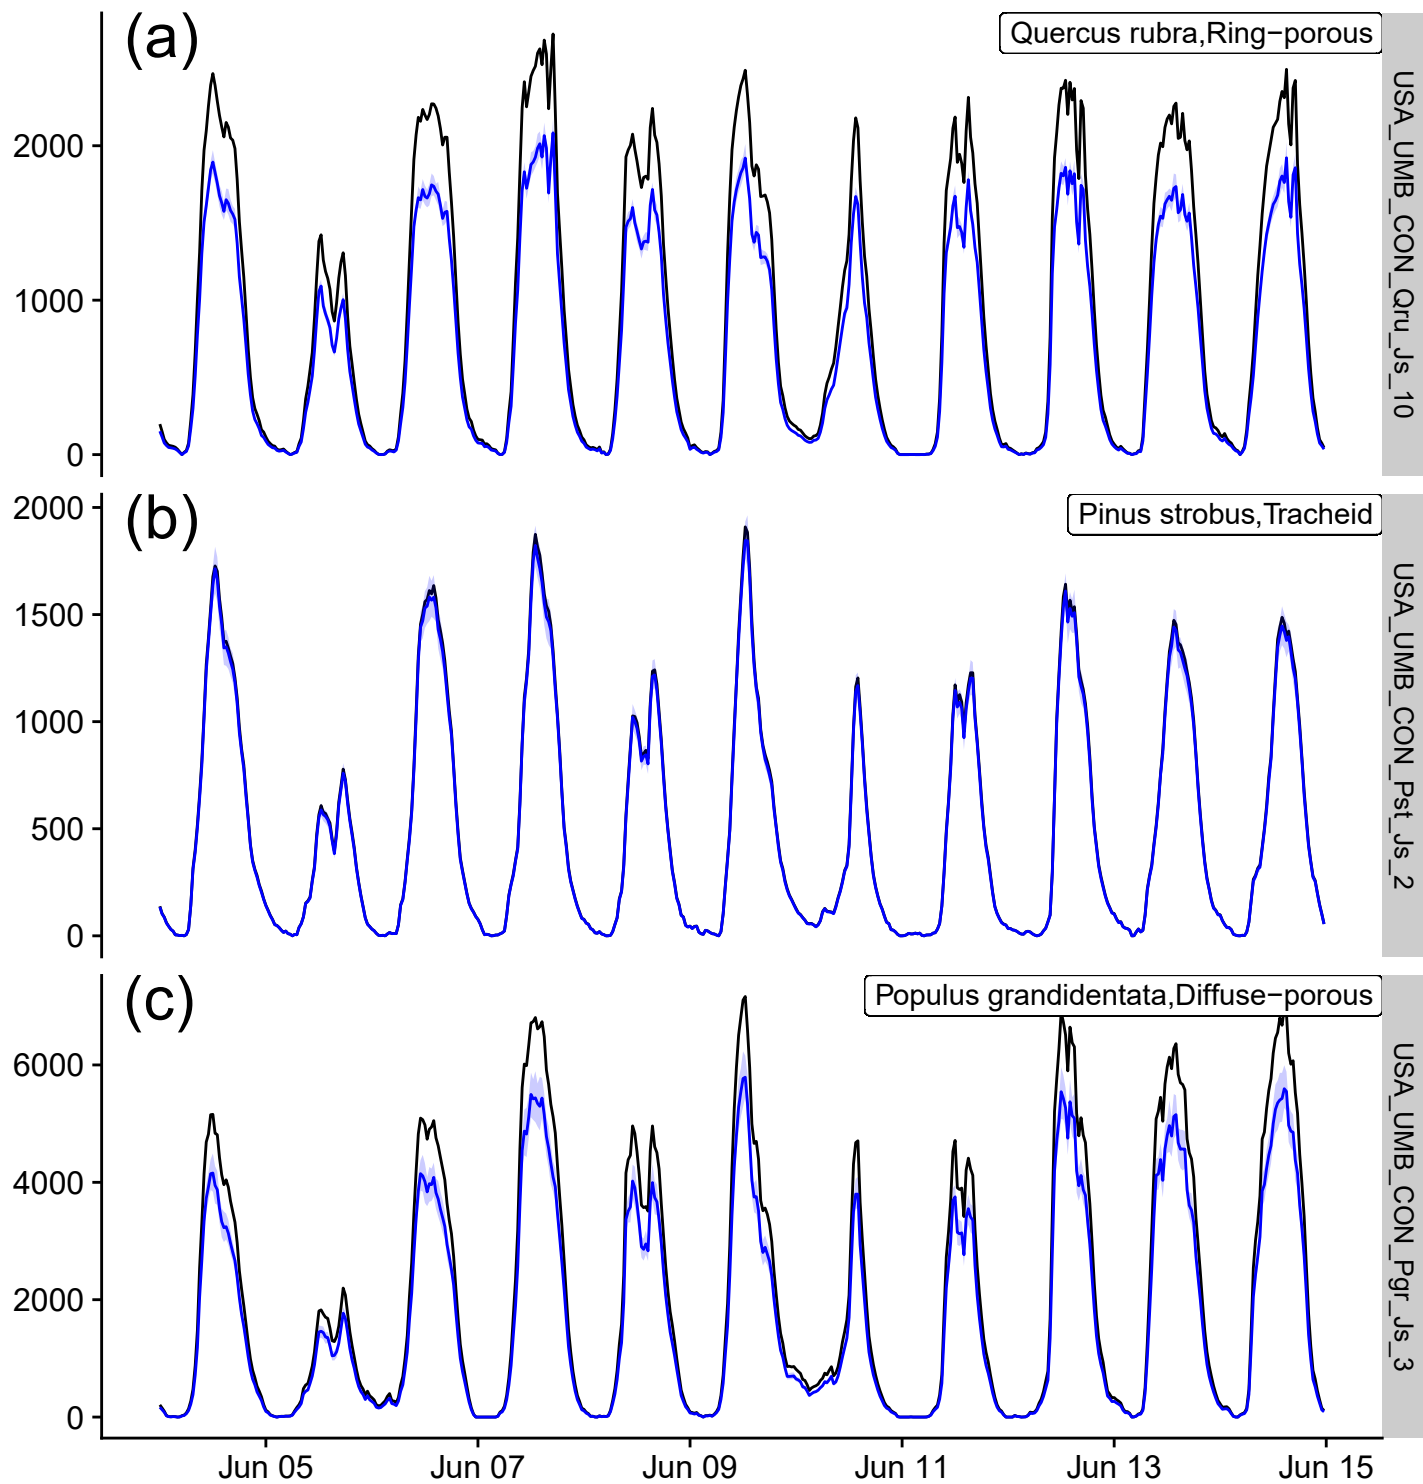 (a)
Quercus rubra,Ring−porous
USA_UMB_CON_Qru_Js_10
2000
1000
0
(b)
Pinus strobus,Tracheid
USA_UMB_CON_Pst_Js_2
2000
1500
1000
500
0
(c)
Populus grandidentata,Diffuse−porous
USA_UMB_CON_Pgr_Js_3
6000
4000
2000
0
Jun 05 Jun 07 Jun 09 Jun 11 Jun 13 Jun 15